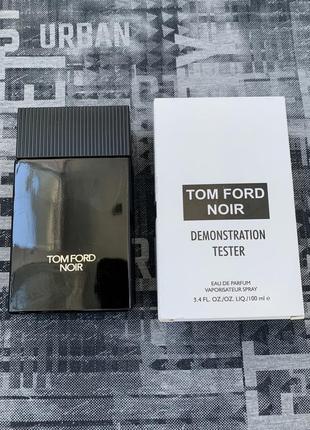 URBAN
TOM FORD
NOIR
TOM FORD
NOIR
DEMONSTRATION
TESTER
EAU DE PARFUM
VAPORISATEUR SPRAY
3.4 FL. OZ./OZ. LIQ/100 ml e
URBAN